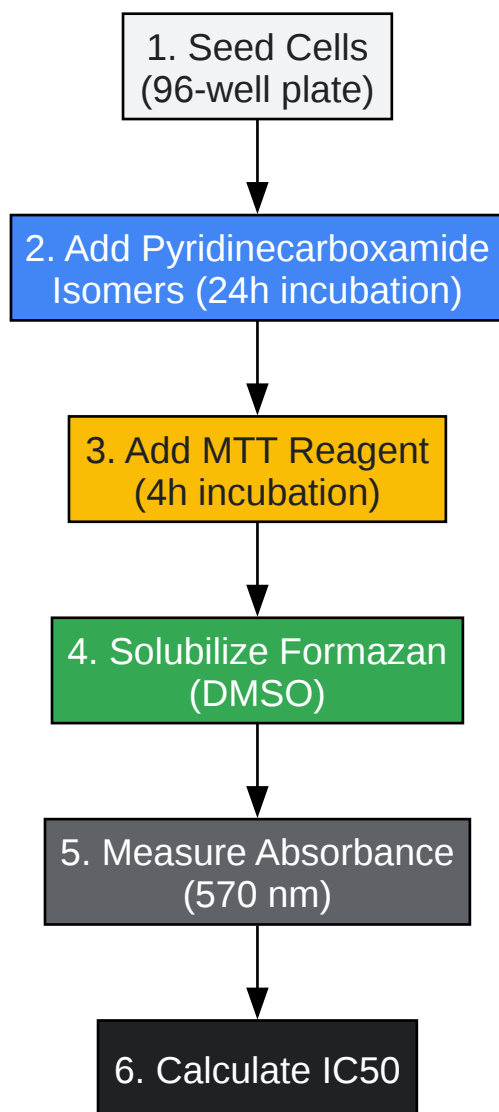 1. Seed Cells
(96-well plate)
2. Add Pyridinecarboxamide
Isomers (24h incubation)
3. Add MTT Reagent
(4h incubation)
4. Solubilize Formazan
(DMSO)
5. Measure Absorbance
(570 nm)
6. Calculate IC50